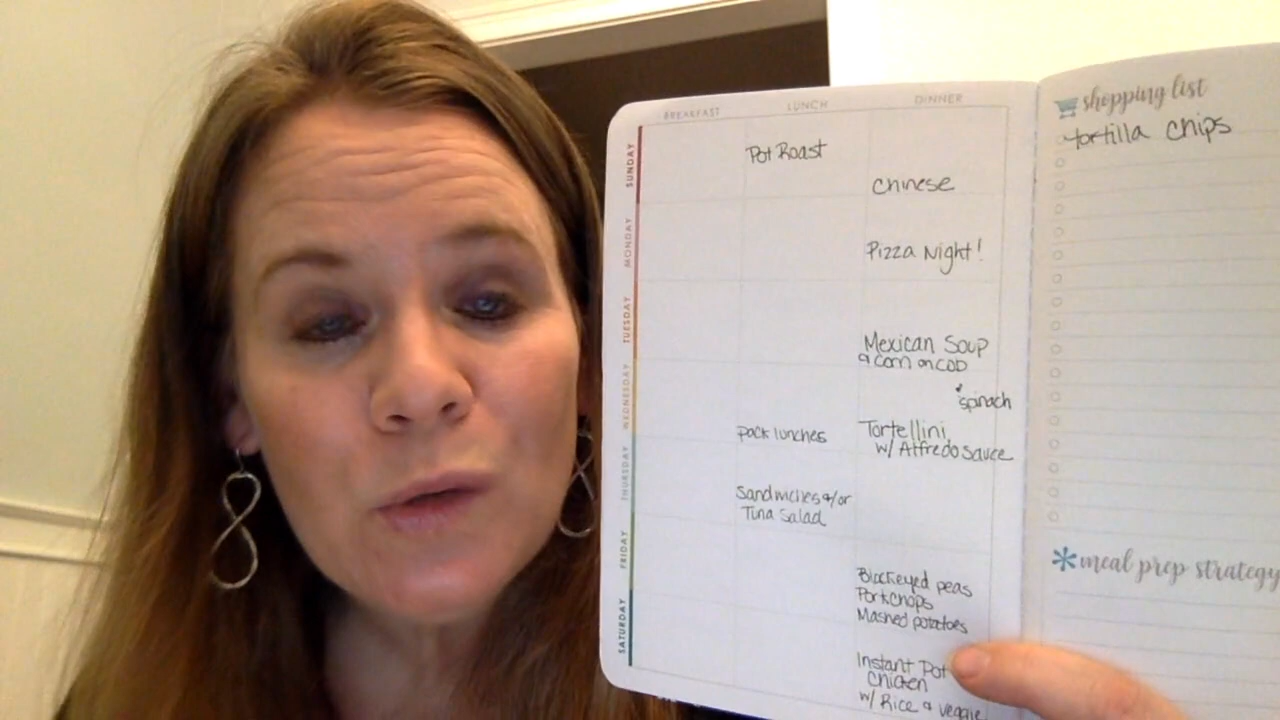 BREAKFAST LUNCH DINNER
SUNDAY
Pot Roast
Chinese
MONDAY
Pizza Night!
TUESDAY
Mexican Soup
& corn on cob
WEDNESDAY
spinach
pack lunches
Tortellini
w/ Alfredo sauce
THURSDAY
Sandwiches &/or
Tuna Salad
FRIDAY
Blackeyed peas
Porkchops
Mashed potatoes
SATURDAY
Instant Pot
Chicken
w/ Rice & veggie
shopping list
tortilla chips
meal prep strategy